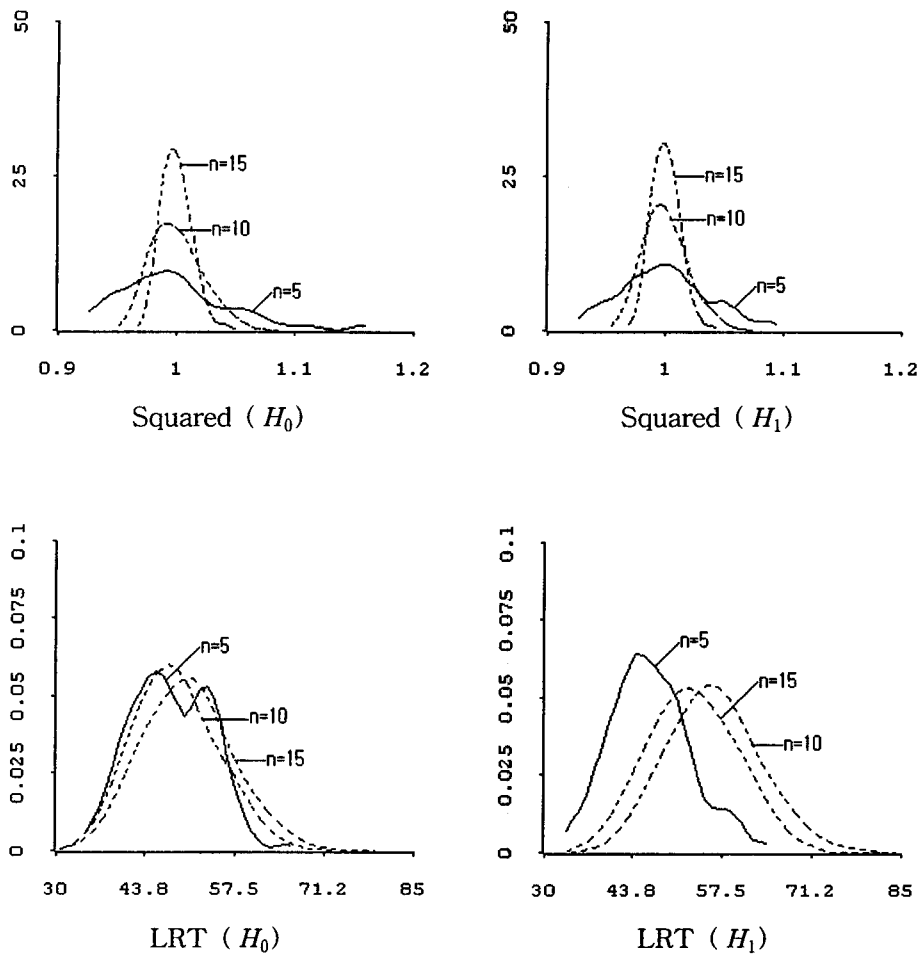 50
25
0
n=15
n=10
n=5
0.9 1 1.1 1.2
Squared ( H0)
50
25
0
n=15
n=10
n=5
0.9 1 1.1 1.2
Squared ( H1)
0.1
0.075
0.05
0.025
0
n=5
n=10
n=15
30 43.8 57.5 71.2 85
LRT ( H0)
0.1
0.075
0.05
0.025
0
n=5
n=15
n=10
30 43.8 57.5 71.2 85
LRT ( H1)